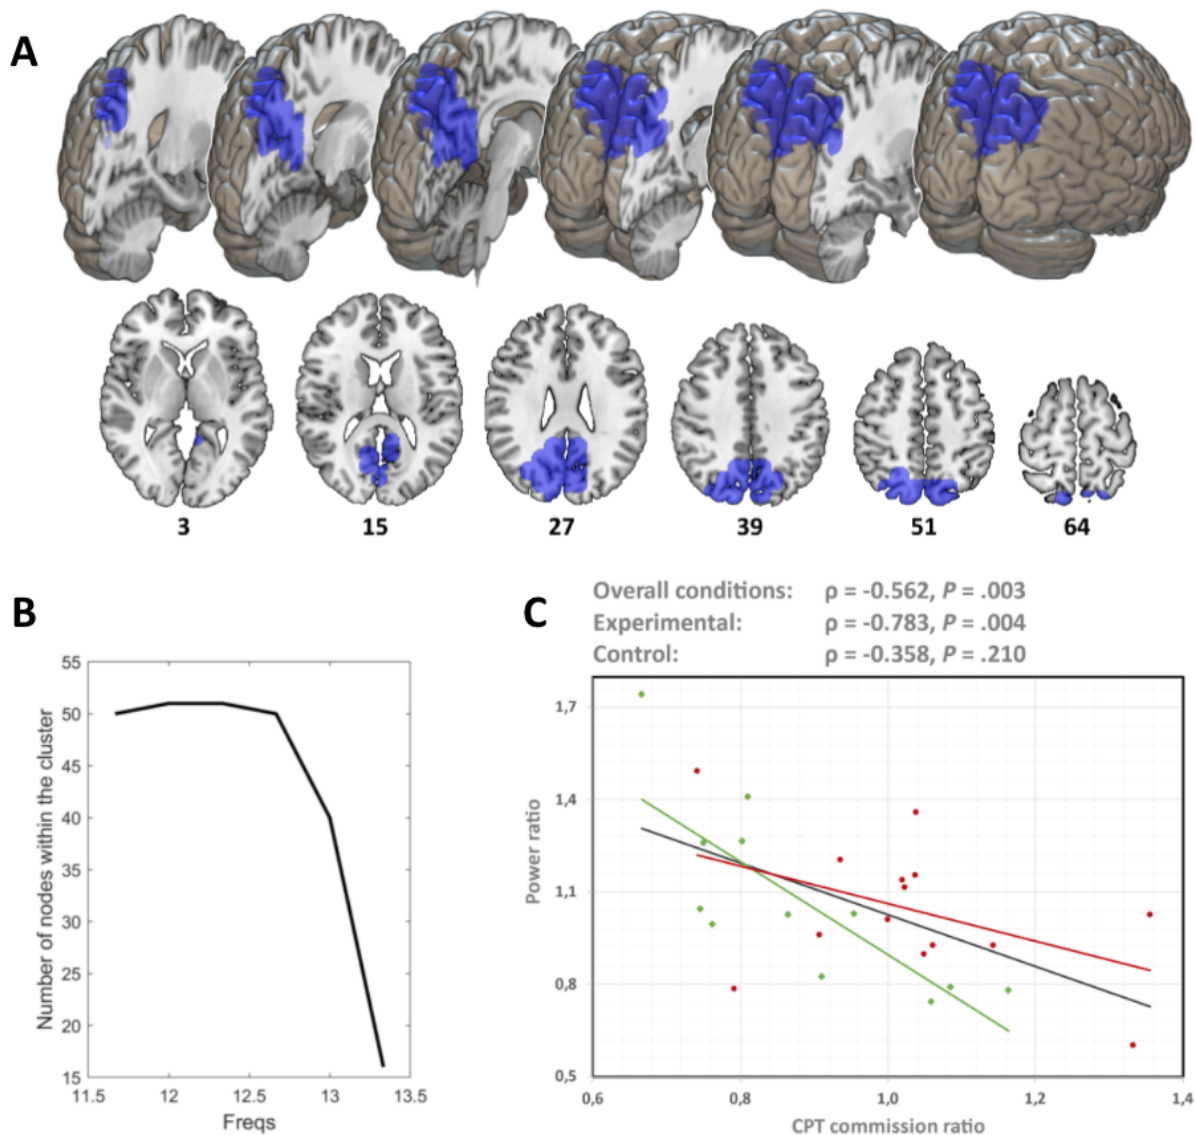 A
3 15 27 39 51 64
B
55
50
45
40
35
30
25
20
15
11.5 12 12.5 13 13.5
Number of nodes within the cluster
Freqs
C
Overall conditions: ρ = -0.562, P = .003
Experimental: ρ = -0.783, P = .004
Control: ρ = -0.358, P = .210
1,7
1,4
1,1
0,8
0,5
0,6 0,8 1,0 1,2 1,4
Power ratio
CPT commission ratio